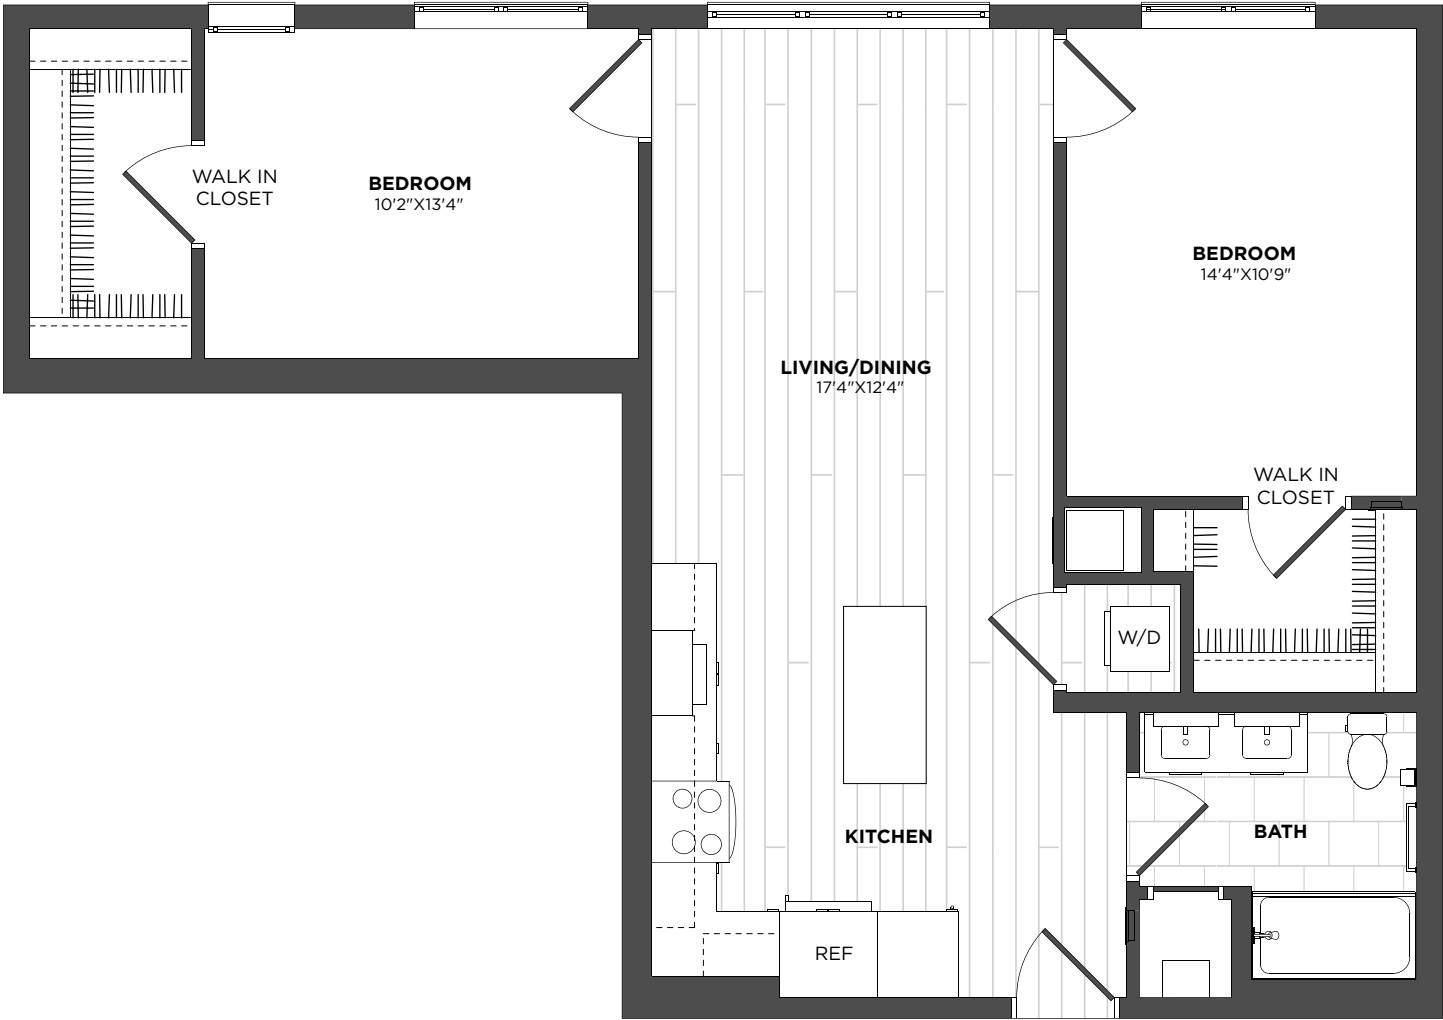 WALK IN
CLOSET
BEDROOM
10'2"X13'4"
BEDROOM
14'4"X10'9"
LIVING/DINING
17'4"X12'4"
WALK IN
CLOSET
W/D
KITCHEN
BATH
REF